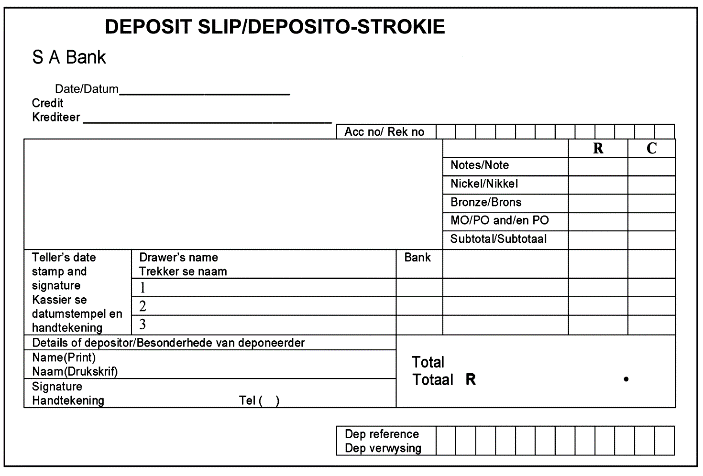 DEPOSIT SLIP/DEPOSITO-STROKIE
S A Bank
Date/Datum
Credit
Krediteer
Acc no/ Rek no
R C
Notes/Note
Nickel/Nikkel
Bronze/Brons
MO/PO and/en PO
Subtotal/Subtotaal
Teller's date
stamp and
signature
Kassier se
datumstempel en
handtekening
Drawer's name
Trekker se naam
Bank
1
2
3
Details of depositor/Besonderhede van deponeerder
Name(Print)
Naam(Drukskrif)
Signature
Handtekening Tel ( )
Total
Totaal R .
Dep reference
Dep verwysing